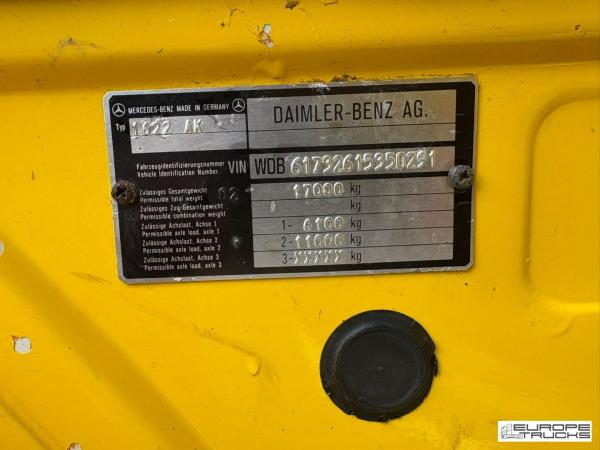 MERCEDES-BENZ MADE IN GERMANY
Typ 1622 AK
DAIMLER-BENZ AG.
Fahrzeugidentifizierungsnummer
Vehicle Identification Number
VIN WDB 61732615350291
Zulässiges Gesamtgewicht
Permissible total weight
17000 kg
Zulässiges Zug-Gesamtgewicht
Permissible combination weight
kg
Zulässige Achslast, Achse 1
Permissible axle load, axle 1
1- 6100 kg
Zulässige Achslast, Achse 2
Permissible axle load, axle 2
2- 11000 kg
Zulässige Achslast, Achse 3
Permissible axle load, axle 3
3- XXXXX kg
EUROPE
TRUCKS